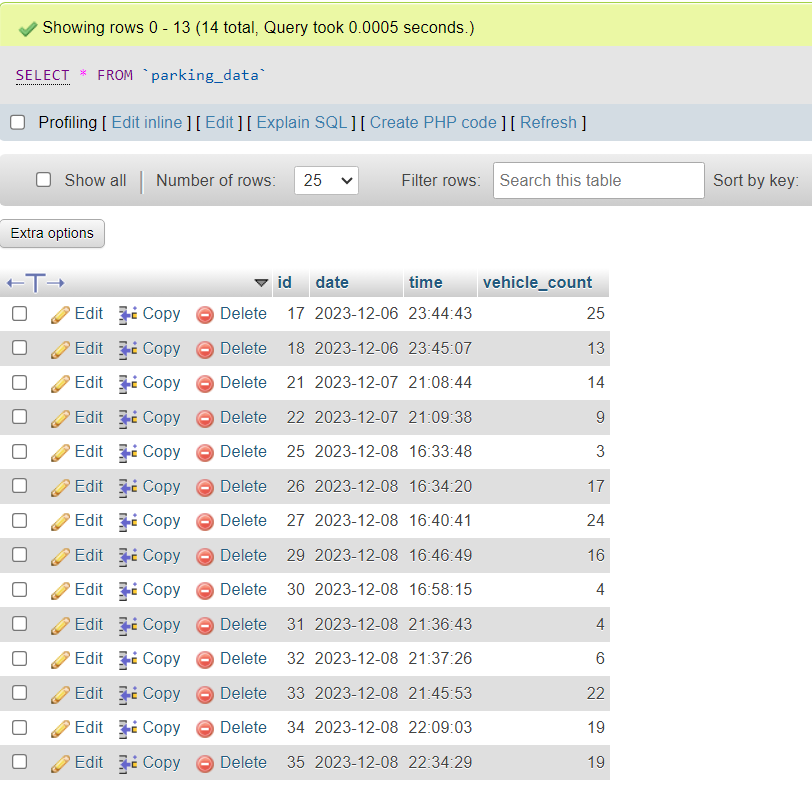 Showing rows 0 - 13 (14 total, Query took 0.0005 seconds.)
SELECT * FROM `parking_data`
Profiling [ Edit inline ] [ Edit ] [ Explain SQL ] [ Create PHP code ] [ Refresh ]
Show all | Number of rows: 25 Filter rows: Search this table Sort by key:
Extra options
←T→ id date time vehicle_count
Edit Copy Delete 17 2023-12-06 23:44:43 25
Edit Copy Delete 18 2023-12-06 23:45:07 13
Edit Copy Delete 21 2023-12-07 21:08:44 14
Edit Copy Delete 22 2023-12-07 21:09:38 9
Edit Copy Delete 25 2023-12-08 16:33:48 3
Edit Copy Delete 26 2023-12-08 16:34:20 17
Edit Copy Delete 27 2023-12-08 16:40:41 24
Edit Copy Delete 29 2023-12-08 16:46:49 16
Edit Copy Delete 30 2023-12-08 16:58:15 4
Edit Copy Delete 31 2023-12-08 21:36:43 4
Edit Copy Delete 32 2023-12-08 21:37:26 6
Edit Copy Delete 33 2023-12-08 21:45:53 22
Edit Copy Delete 34 2023-12-08 22:09:03 19
Edit Copy Delete 35 2023-12-08 22:34:29 19